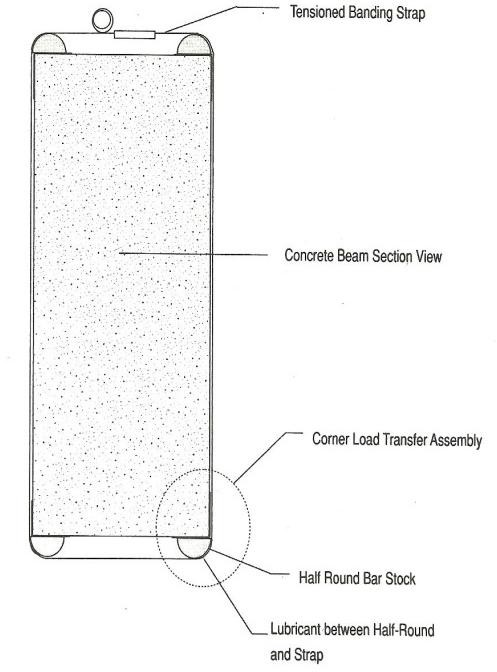 Tensioned Banding Strap
Concrete Beam Section View
Corner Load Transfer Assembly
Half Round Bar Stock
Lubricant between Half-Round
and Strap